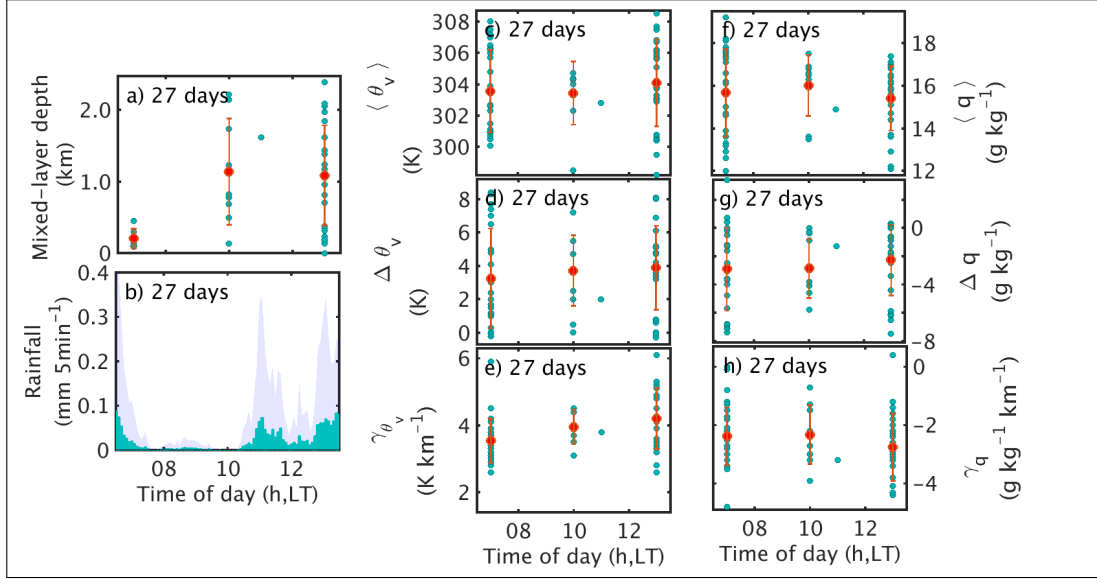 a) 27 days
Mixed-layer depth
(km)
2.0
1.0
0
b) 27 days
Rainfall
(mm 5min−1)
0.4
0.3
0.2
0.1
0
08 10 12
Time of day (h,LT)
c) 27 days
⟨ θv ⟩
(K)
308
306
304
302
300
d) 27 days
Δ θv
(K)
8
6
4
2
0
e) 27 days
γθv
(K km−1)
6
4
2
08 10 12
Time of day (h,LT)
f) 27 days
⟨ q ⟩
(g kg−1)
18
16
14
12
g) 27 days
Δ q
(g kg−1)
0
−4
−8
h) 27 days
γq
(g kg−1 km−1)
0
−2
−4
08 10 12
Time of day (h,LT)